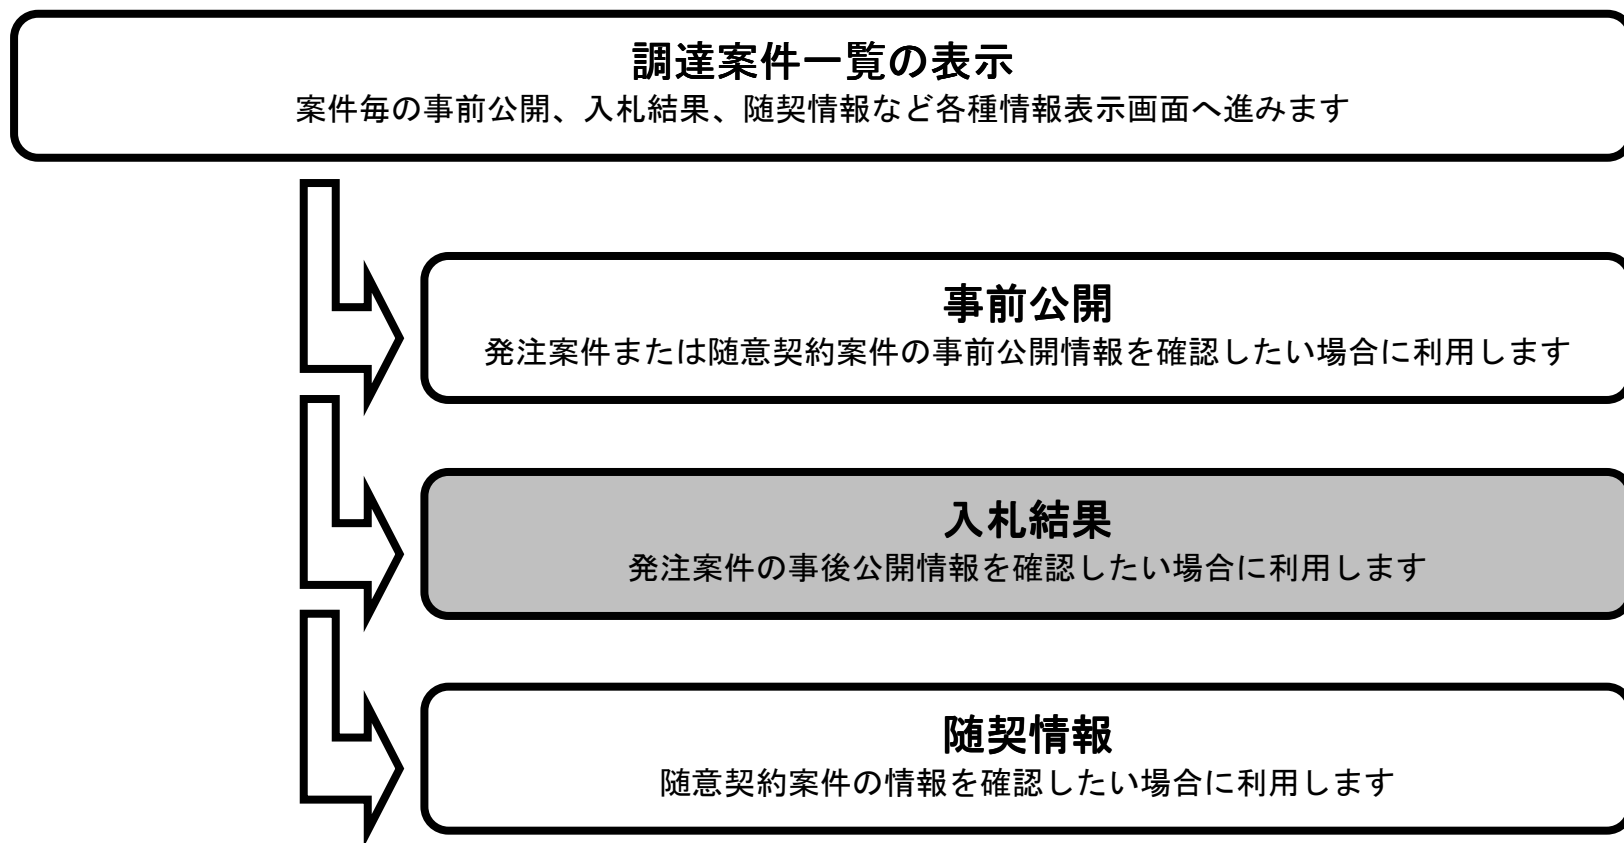 調達案件一覧の表示
案件毎の事前公開、入札結果、随契情報など各種情報表示画面へ進みます
事前公開
発注案件または随意契約案件の事前公開情報を確認したい場合に利用します
入札結果
発注案件の事後公開情報を確認したい場合に利用します
随契情報
随意契約案件の情報を確認したい場合に利用します